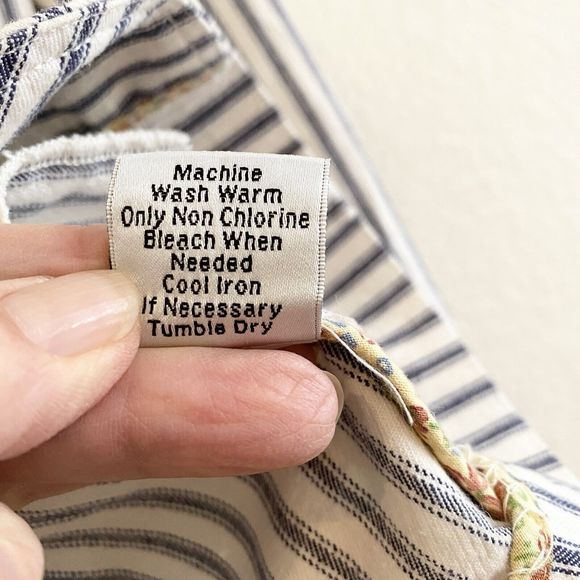 Machine
Wash Warm
Only Non Chlorine
Bleach When
Needed
Cool Iron
If Necessary
Tumble Dry